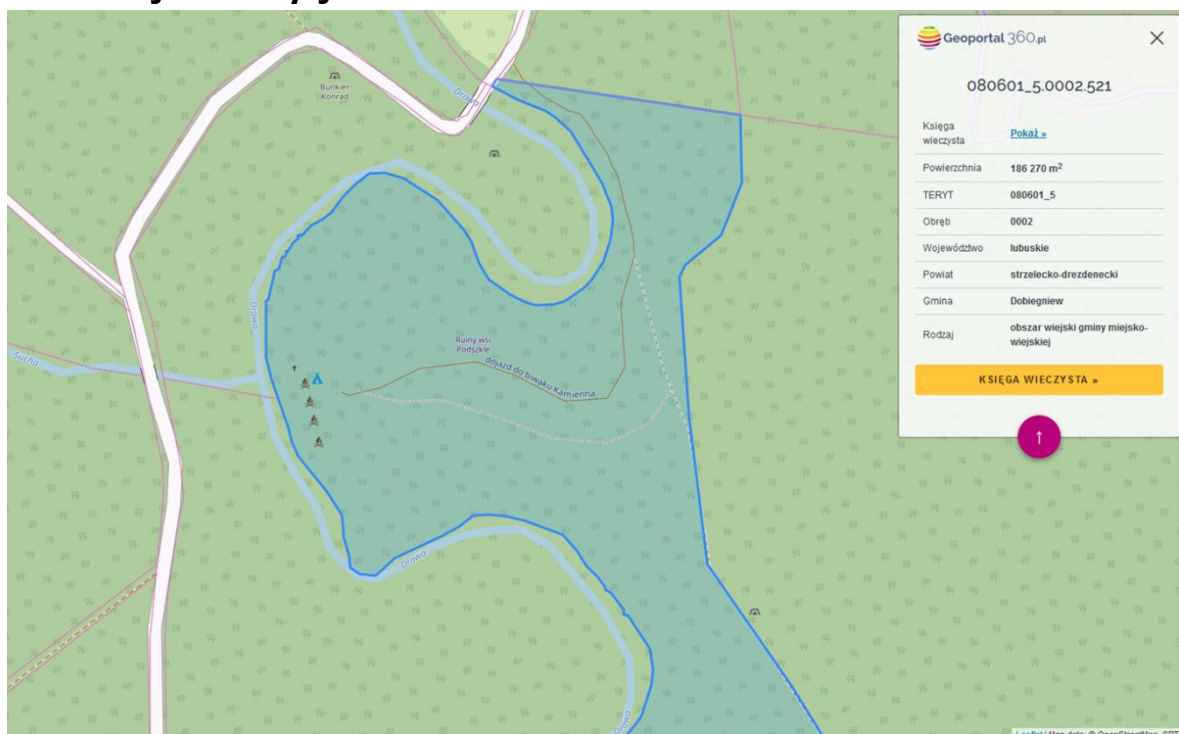 Geoportal 360.pl
080601_5.0002.521
Księga wieczysta
Pokaż »
Powierzchnia
186 270 m²
TERYT
080601_5
Obręb
0002
Województwo
lubuskie
Powiat
strzelecko-drezdenecki
Gmina
Dobiegniew
Rodzaj
obszar wiejski gminy miejsko-
wiejskiej
KSIĘGA WIECZYSTA »
Bunkier
Konrad
Drawa
Drawa
Sucha
Ruiny wsi
Podszkle
dojazd do biwaku Kamienna
Drawa
Drawa